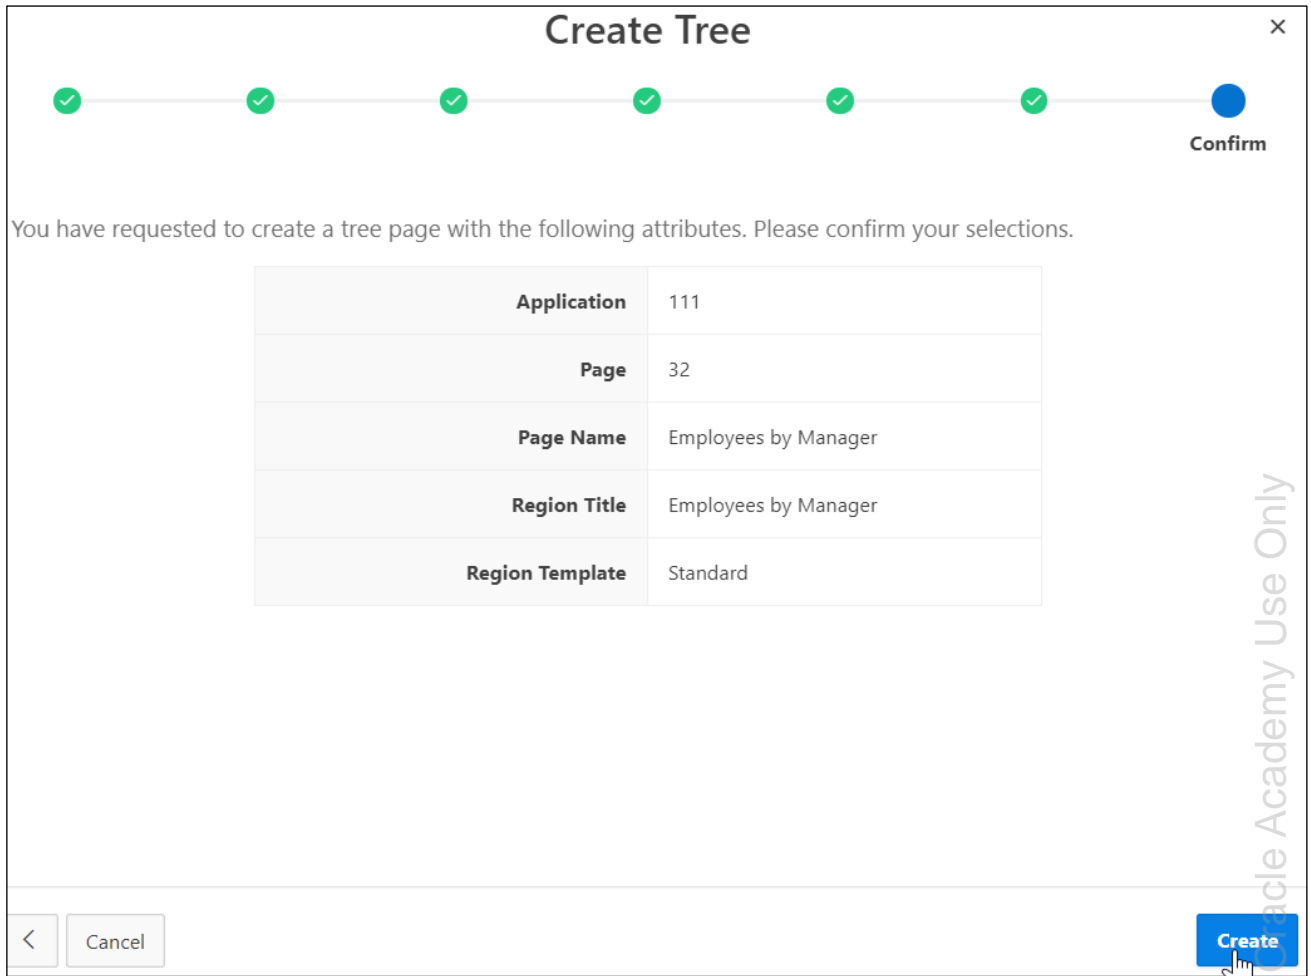 Create Tree
Confirm
You have requested to create a tree page with the following attributes. Please confirm your selections.
Application 111
Page 32
Page Name Employees by Manager
Region Title Employees by Manager
Region Template Standard
Cancel
Create
Oracle Academy Use Only